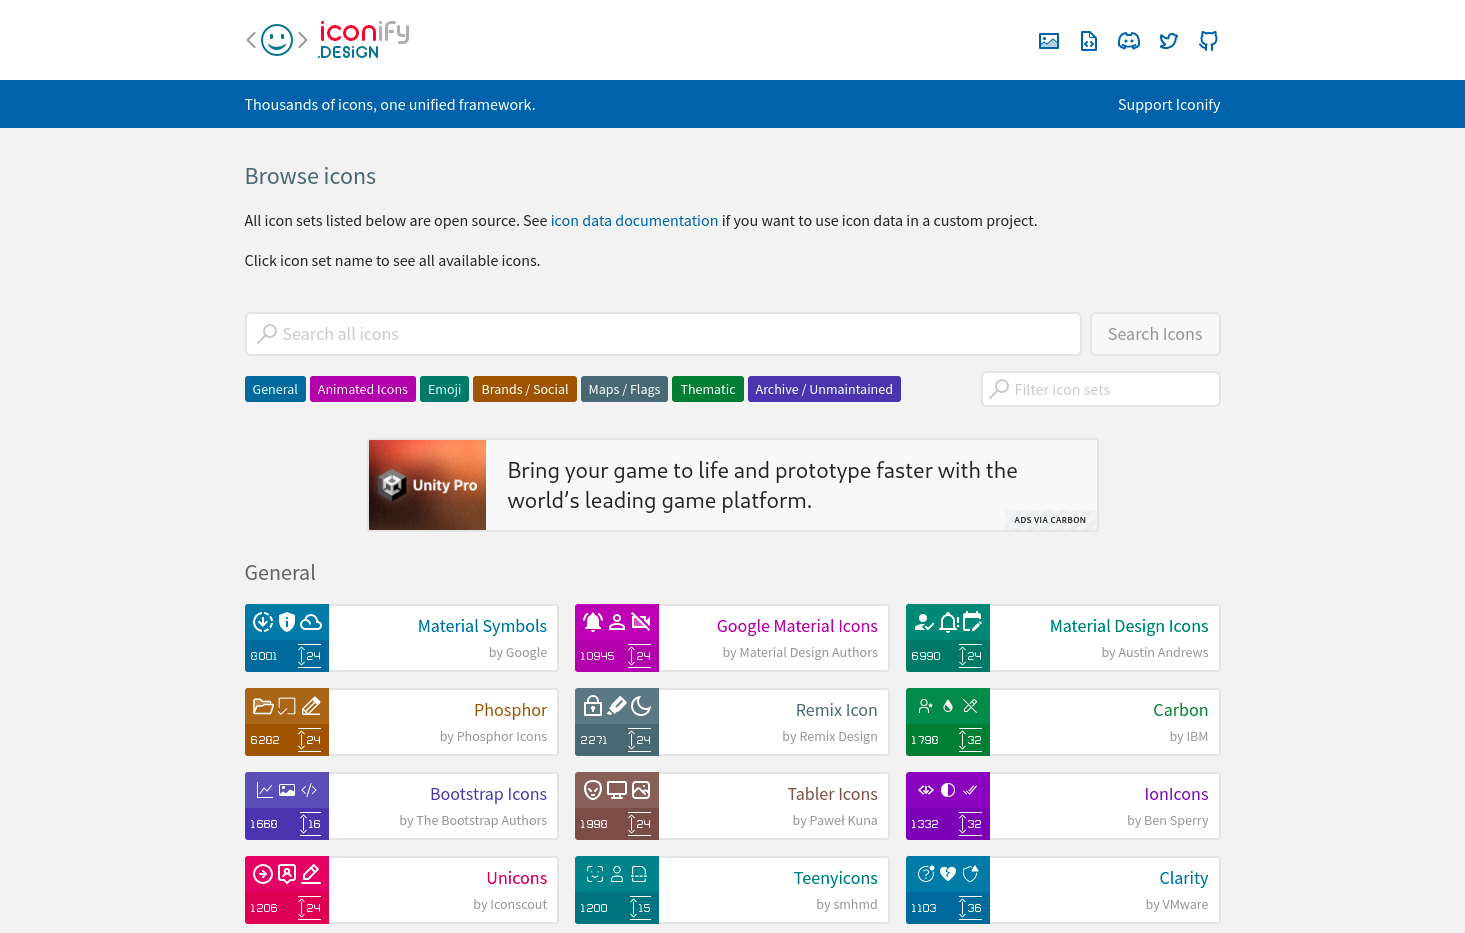 iconify
.DESiGN
Thousands of icons, one unified framework.
Support Iconify
Browse icons
All icon sets listed below are open source. See icon data documentation if you want to use icon data in a custom project.
Click icon set name to see all available icons.
Search all icons
Search Icons
General
Animated Icons
Emoji
Brands / Social
Maps / Flags
Thematic
Archive / Unmaintained
Filter icon sets
Unity Pro
Bring your game to life and prototype faster with the
world's leading game platform.
ADS VIA CARBON
General
8001
24
Material Symbols
by Google
10945
24
Google Material Icons
by Material Design Authors
6990
24
Material Design Icons
by Austin Andrews
6282
24
Phosphor
by Phosphor Icons
2271
24
Remix Icon
by Remix Design
1798
32
Carbon
by IBM
1668
16
Bootstrap Icons
by The Bootstrap Authors
1998
24
Tabler Icons
by Paweł Kuna
1332
32
IonIcons
by Ben Sperry
1206
24
Unicons
by Iconscout
1200
15
Teenyicons
by smhmd
1103
36
Clarity
by VMware